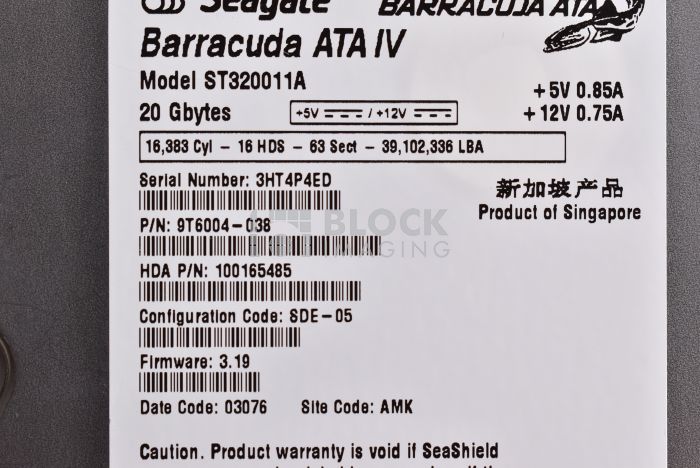 Seagate BARRACUDA ATA
Barracuda ATA IV
Model ST320011A
+5V 0.85A
20 Gbytes
+5V / +12V
+12V 0.75A
16,383 Cyl - 16 HDS - 63 Sect - 39,102,336 LBA
Serial Number: 3HT4P4ED
新加坡产品
Product of Singapore
P/N: 9T6004-038
BLOCK
IMAGING
HDA P/N: 100165485
Configuration Code: SDE-05
Firmware: 3.19
Date Code: 03076 Site Code: AMK
Caution. Product warranty is void if SeaShield